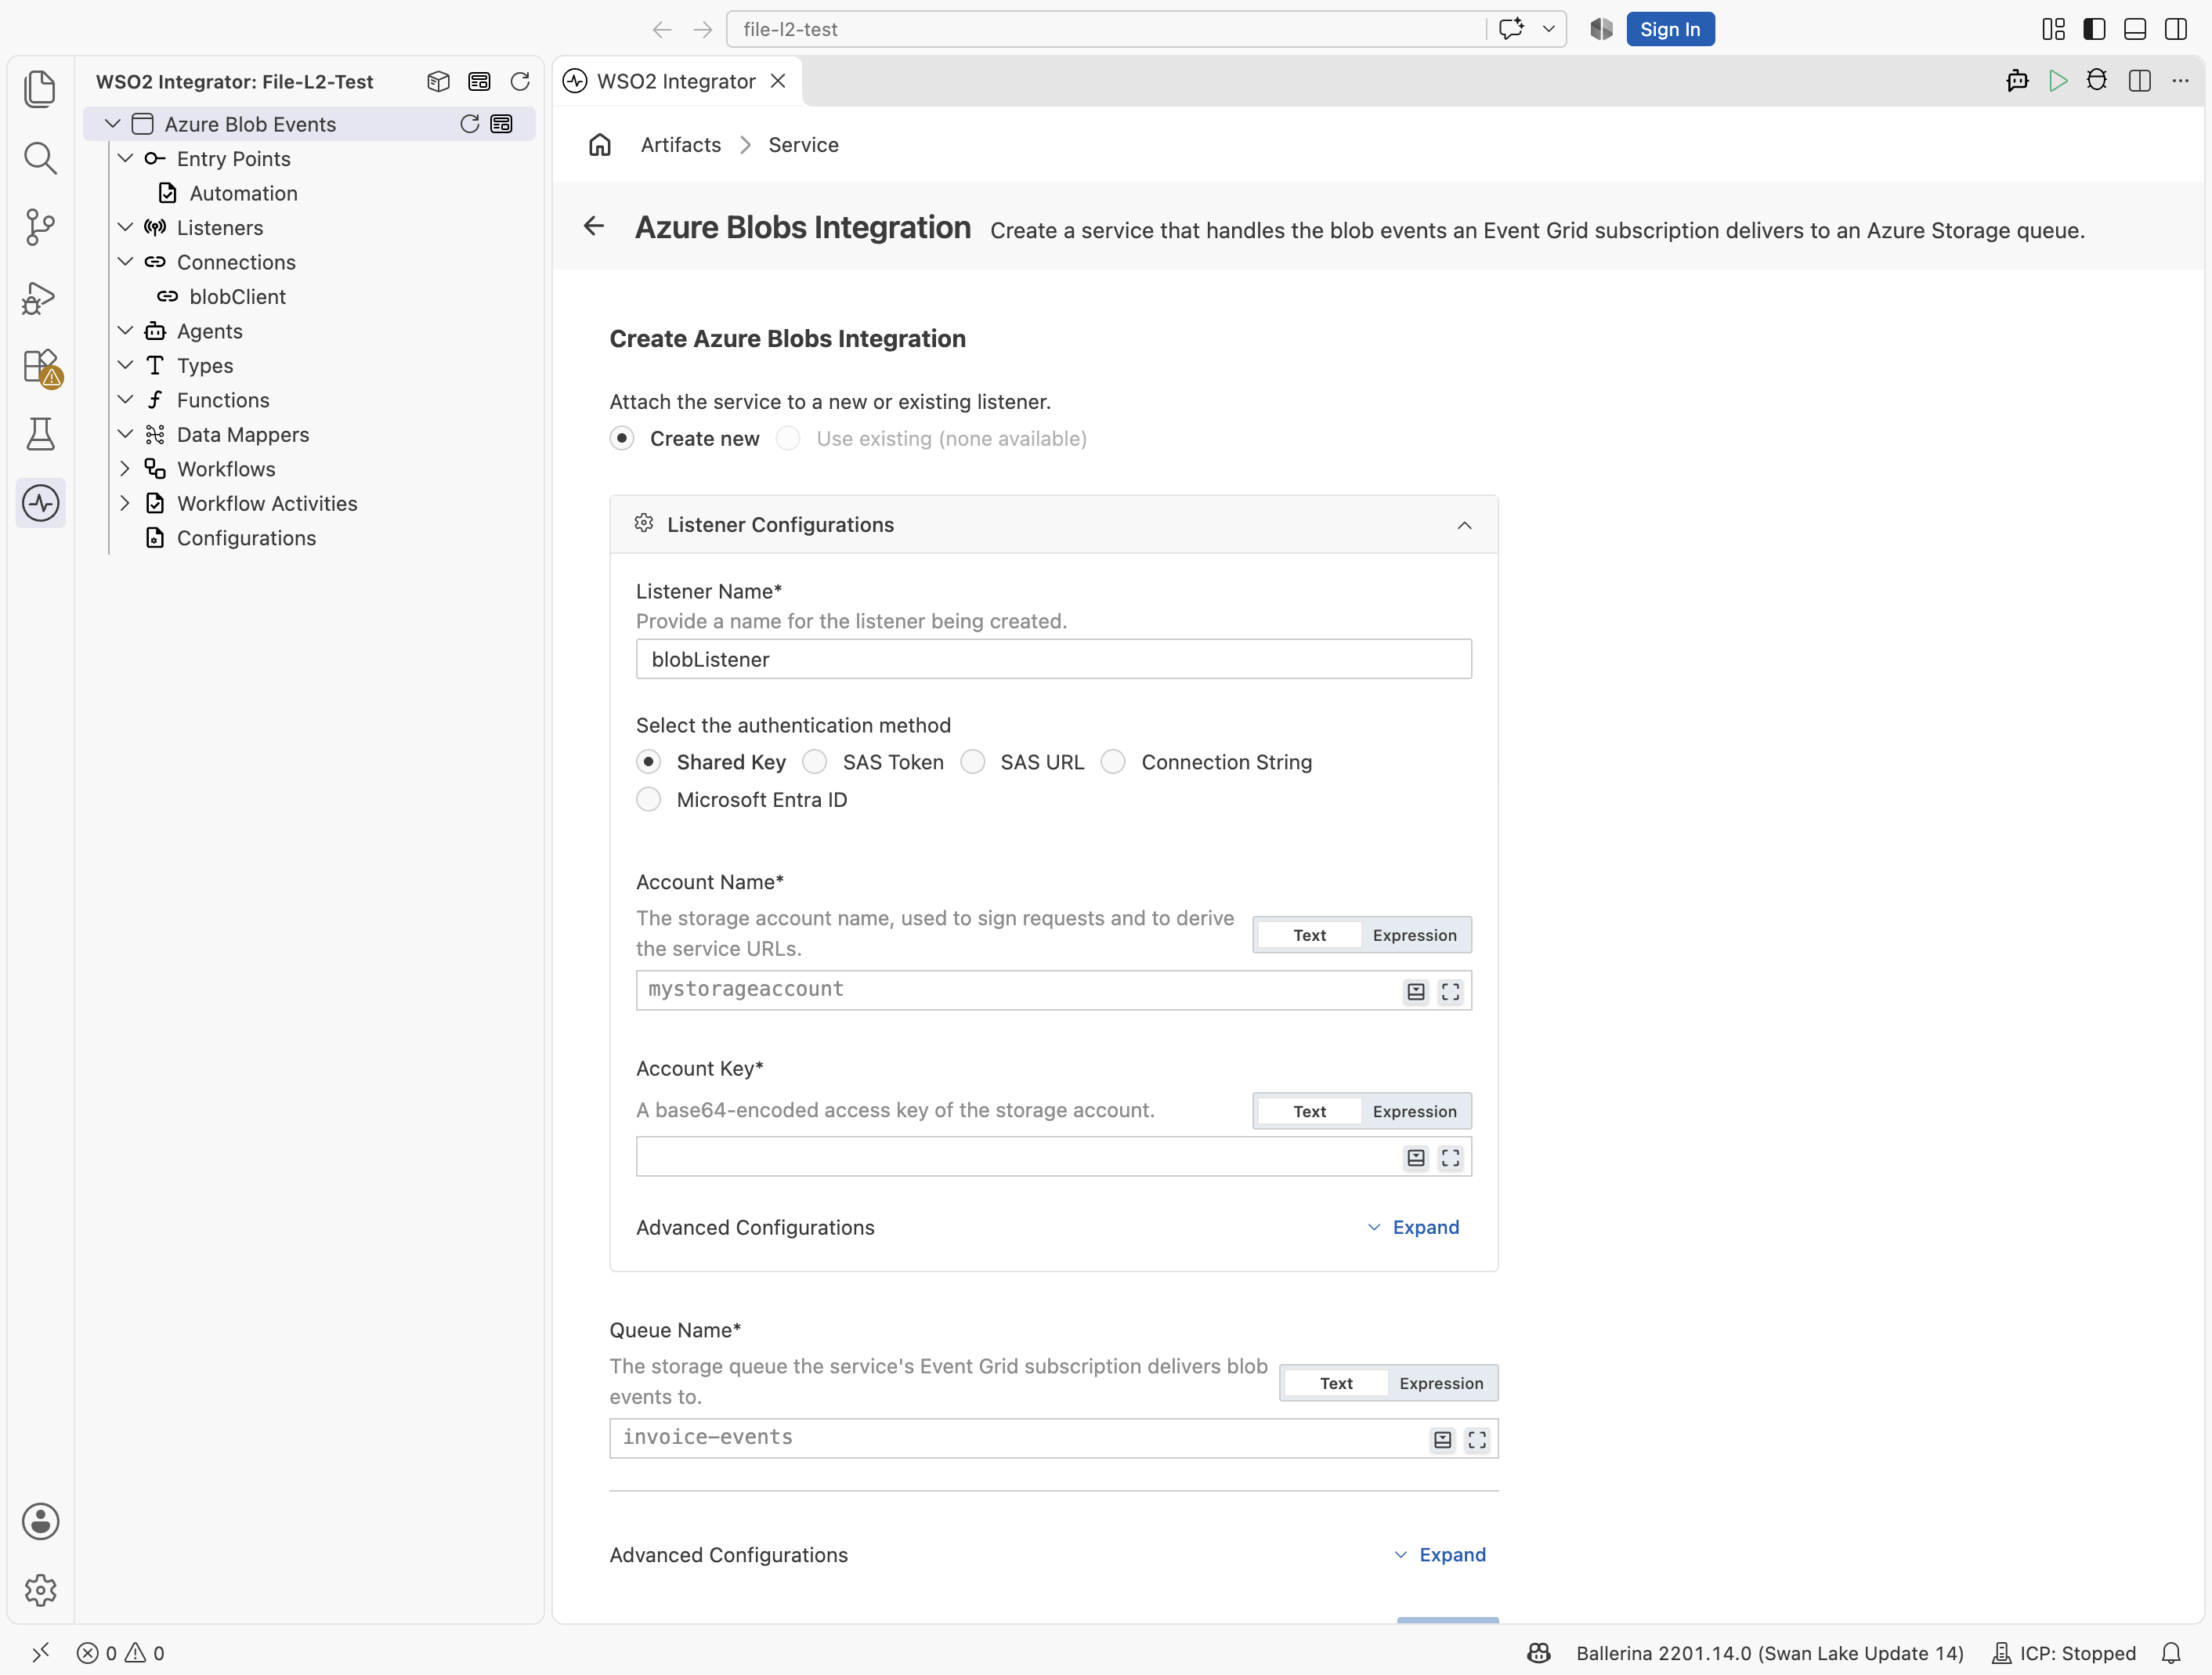 file-l2-test
Sign In
WSO2 Integrator: File-L2-Test
WSO2 Integrator
Azure Blob Events
Entry Points
Automation
Listeners
Connections
blobClient
Agents
Types
Functions
Data Mappers
Workflows
Workflow Activities
Configurations
Artifacts
Service
Azure Blobs Integration
Create a service that handles the blob events an Event Grid subscription delivers to an Azure Storage queue.
Create Azure Blobs Integration
Attach the service to a new or existing listener.
Create new
Use existing (none available)
Listener Configurations
Listener Name*
Provide a name for the listener being created.
blobListener
Select the authentication method
Shared Key
SAS Token
SAS URL
Connection String
Microsoft Entra ID
Account Name*
The storage account name, used to sign requests and to derive
the service URLs.
Text
Expression
mystorageaccount
Account Key*
A base64-encoded access key of the storage account.
Text
Expression
Advanced Configurations
Expand
Queue Name*
The storage queue the service's Event Grid subscription delivers blob
events to.
Text
Expression
invoice-events
Advanced Configurations
Expand
0
0
Ballerina 2201.14.0 (Swan Lake Update 14)
ICP: Stopped